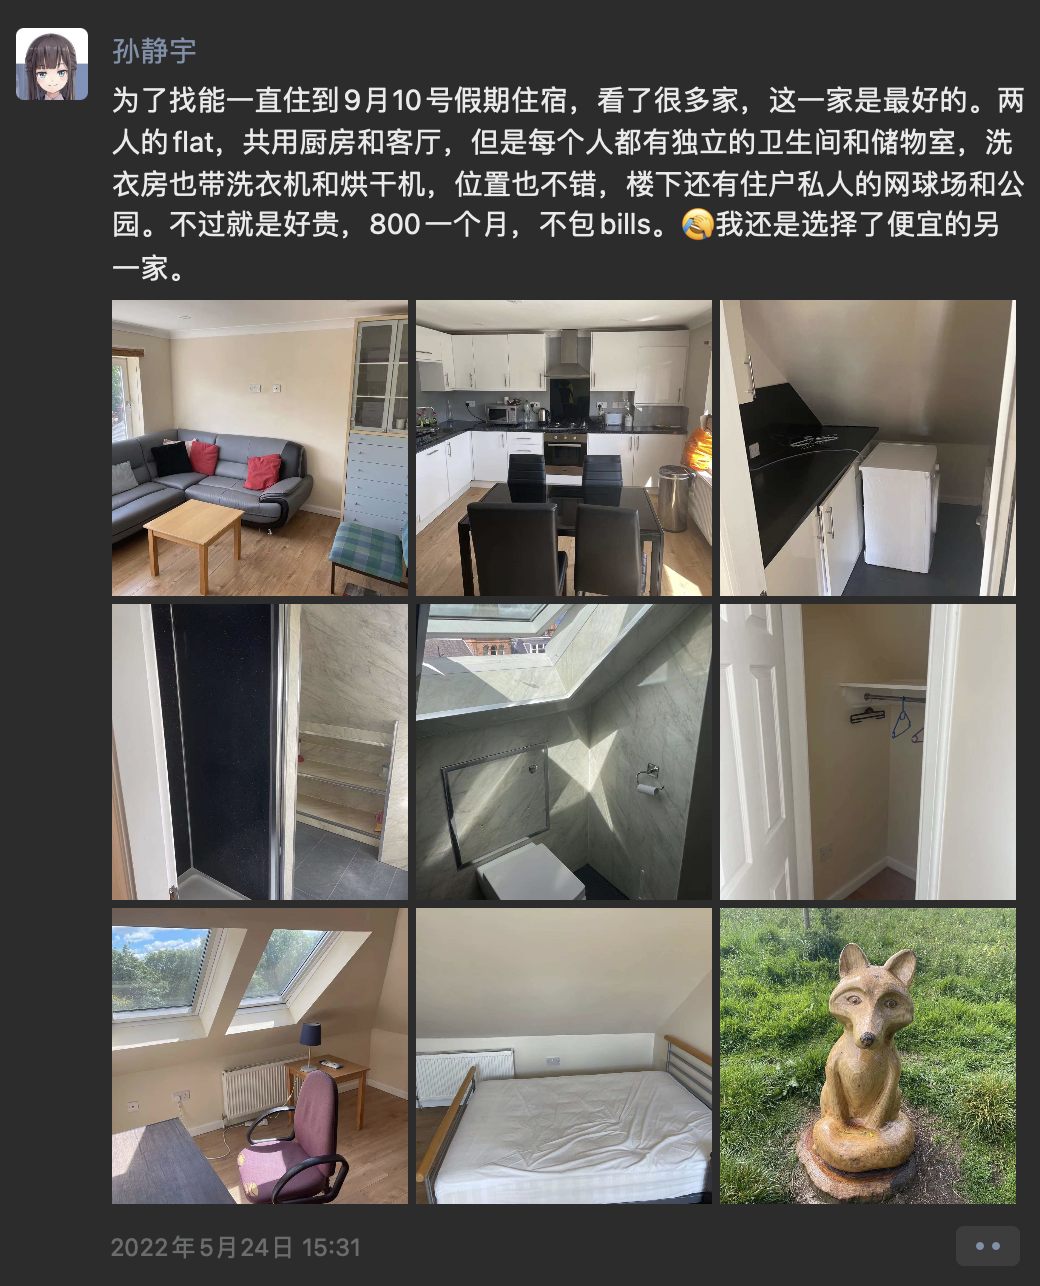 孙静宇
为了找能一直住到9月10号假期住宿，看了很多家，这一家是最好的。两
人的flat，共用厨房和客厅，但是每个人都有独立的卫生间和储物室，洗
衣房也带洗衣机和烘干机，位置也不错，楼下还有住户私人的网球场和公
园。不过就是好贵，800一个月，不包bills。😂我还是选择了便宜的另
一家。
2022年5月24日 15:31